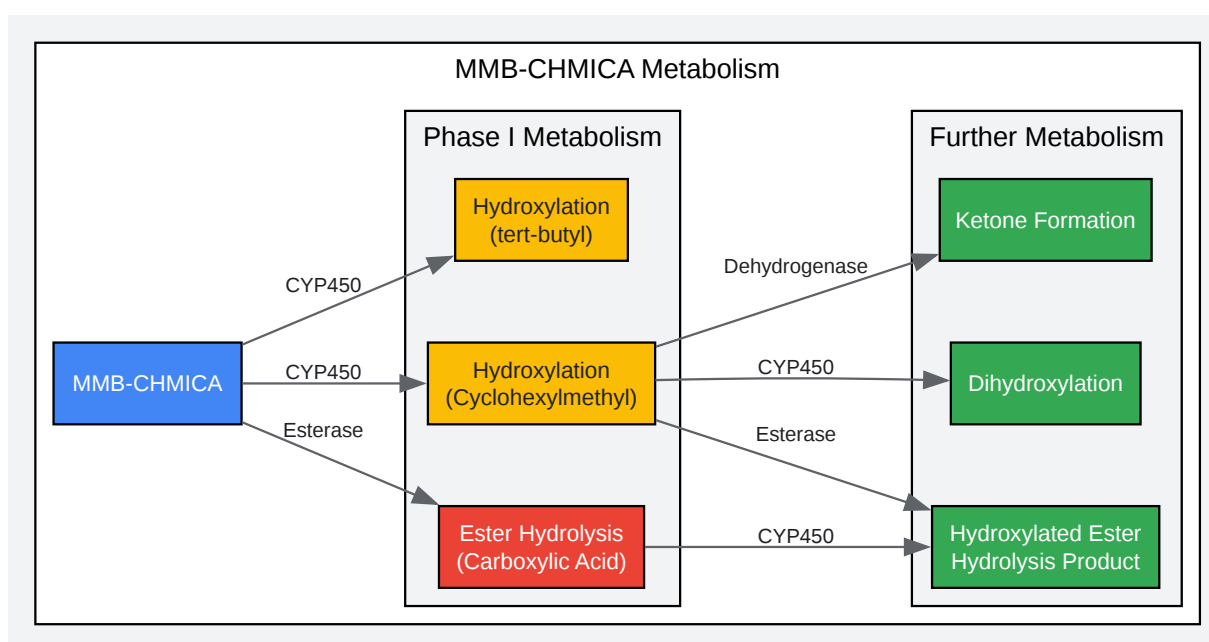 MMB-CHMICA Metabolism
Phase I Metabolism
Further Metabolism
Hydroxylation
(tert-butyl)
Ketone Formation
Dehydrogenase
CYP450
MMB-CHMICA
CYP450
Hydroxylation
(Cyclohexylmethyl)
CYP450
Dihydroxylation
Esterase
Esterase
Ester Hydrolysis
(Carboxylic Acid)
CYP450
Hydroxylated Ester
Hydrolysis Product